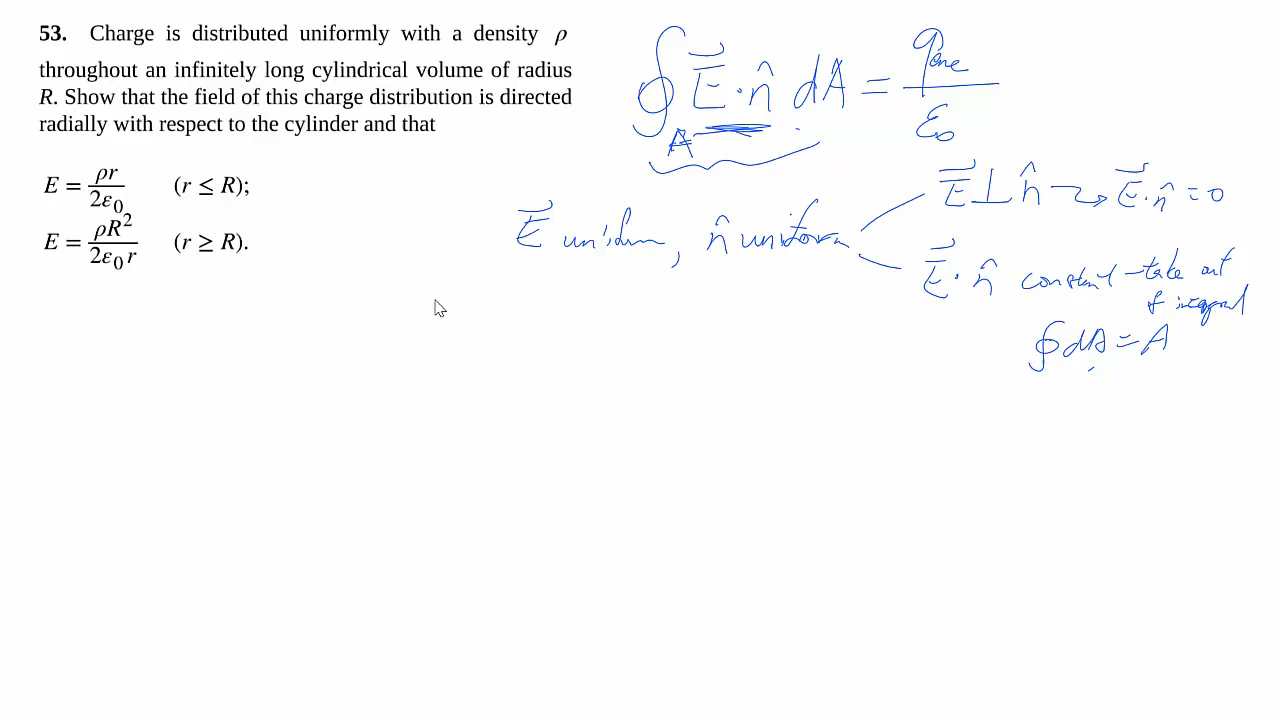 53. Charge is distributed uniformly with a density ρ
throughout an infinitely long cylindrical volume of radius
R. Show that the field of this charge distribution is directed
radially with respect to the cylinder and that
E = ρr/2ε₀ (r ≤ R);
E = ρR²/2ε₀r (r ≥ R).
∮_A E⃗·n̂ dA = q_enc/ε₀
E⃗ ⊥ n̂ → E⃗·n̂ = 0
E⃗ uniform, n̂ uniform
E⃗·n̂ constant - take out
of integral
∮dA = A